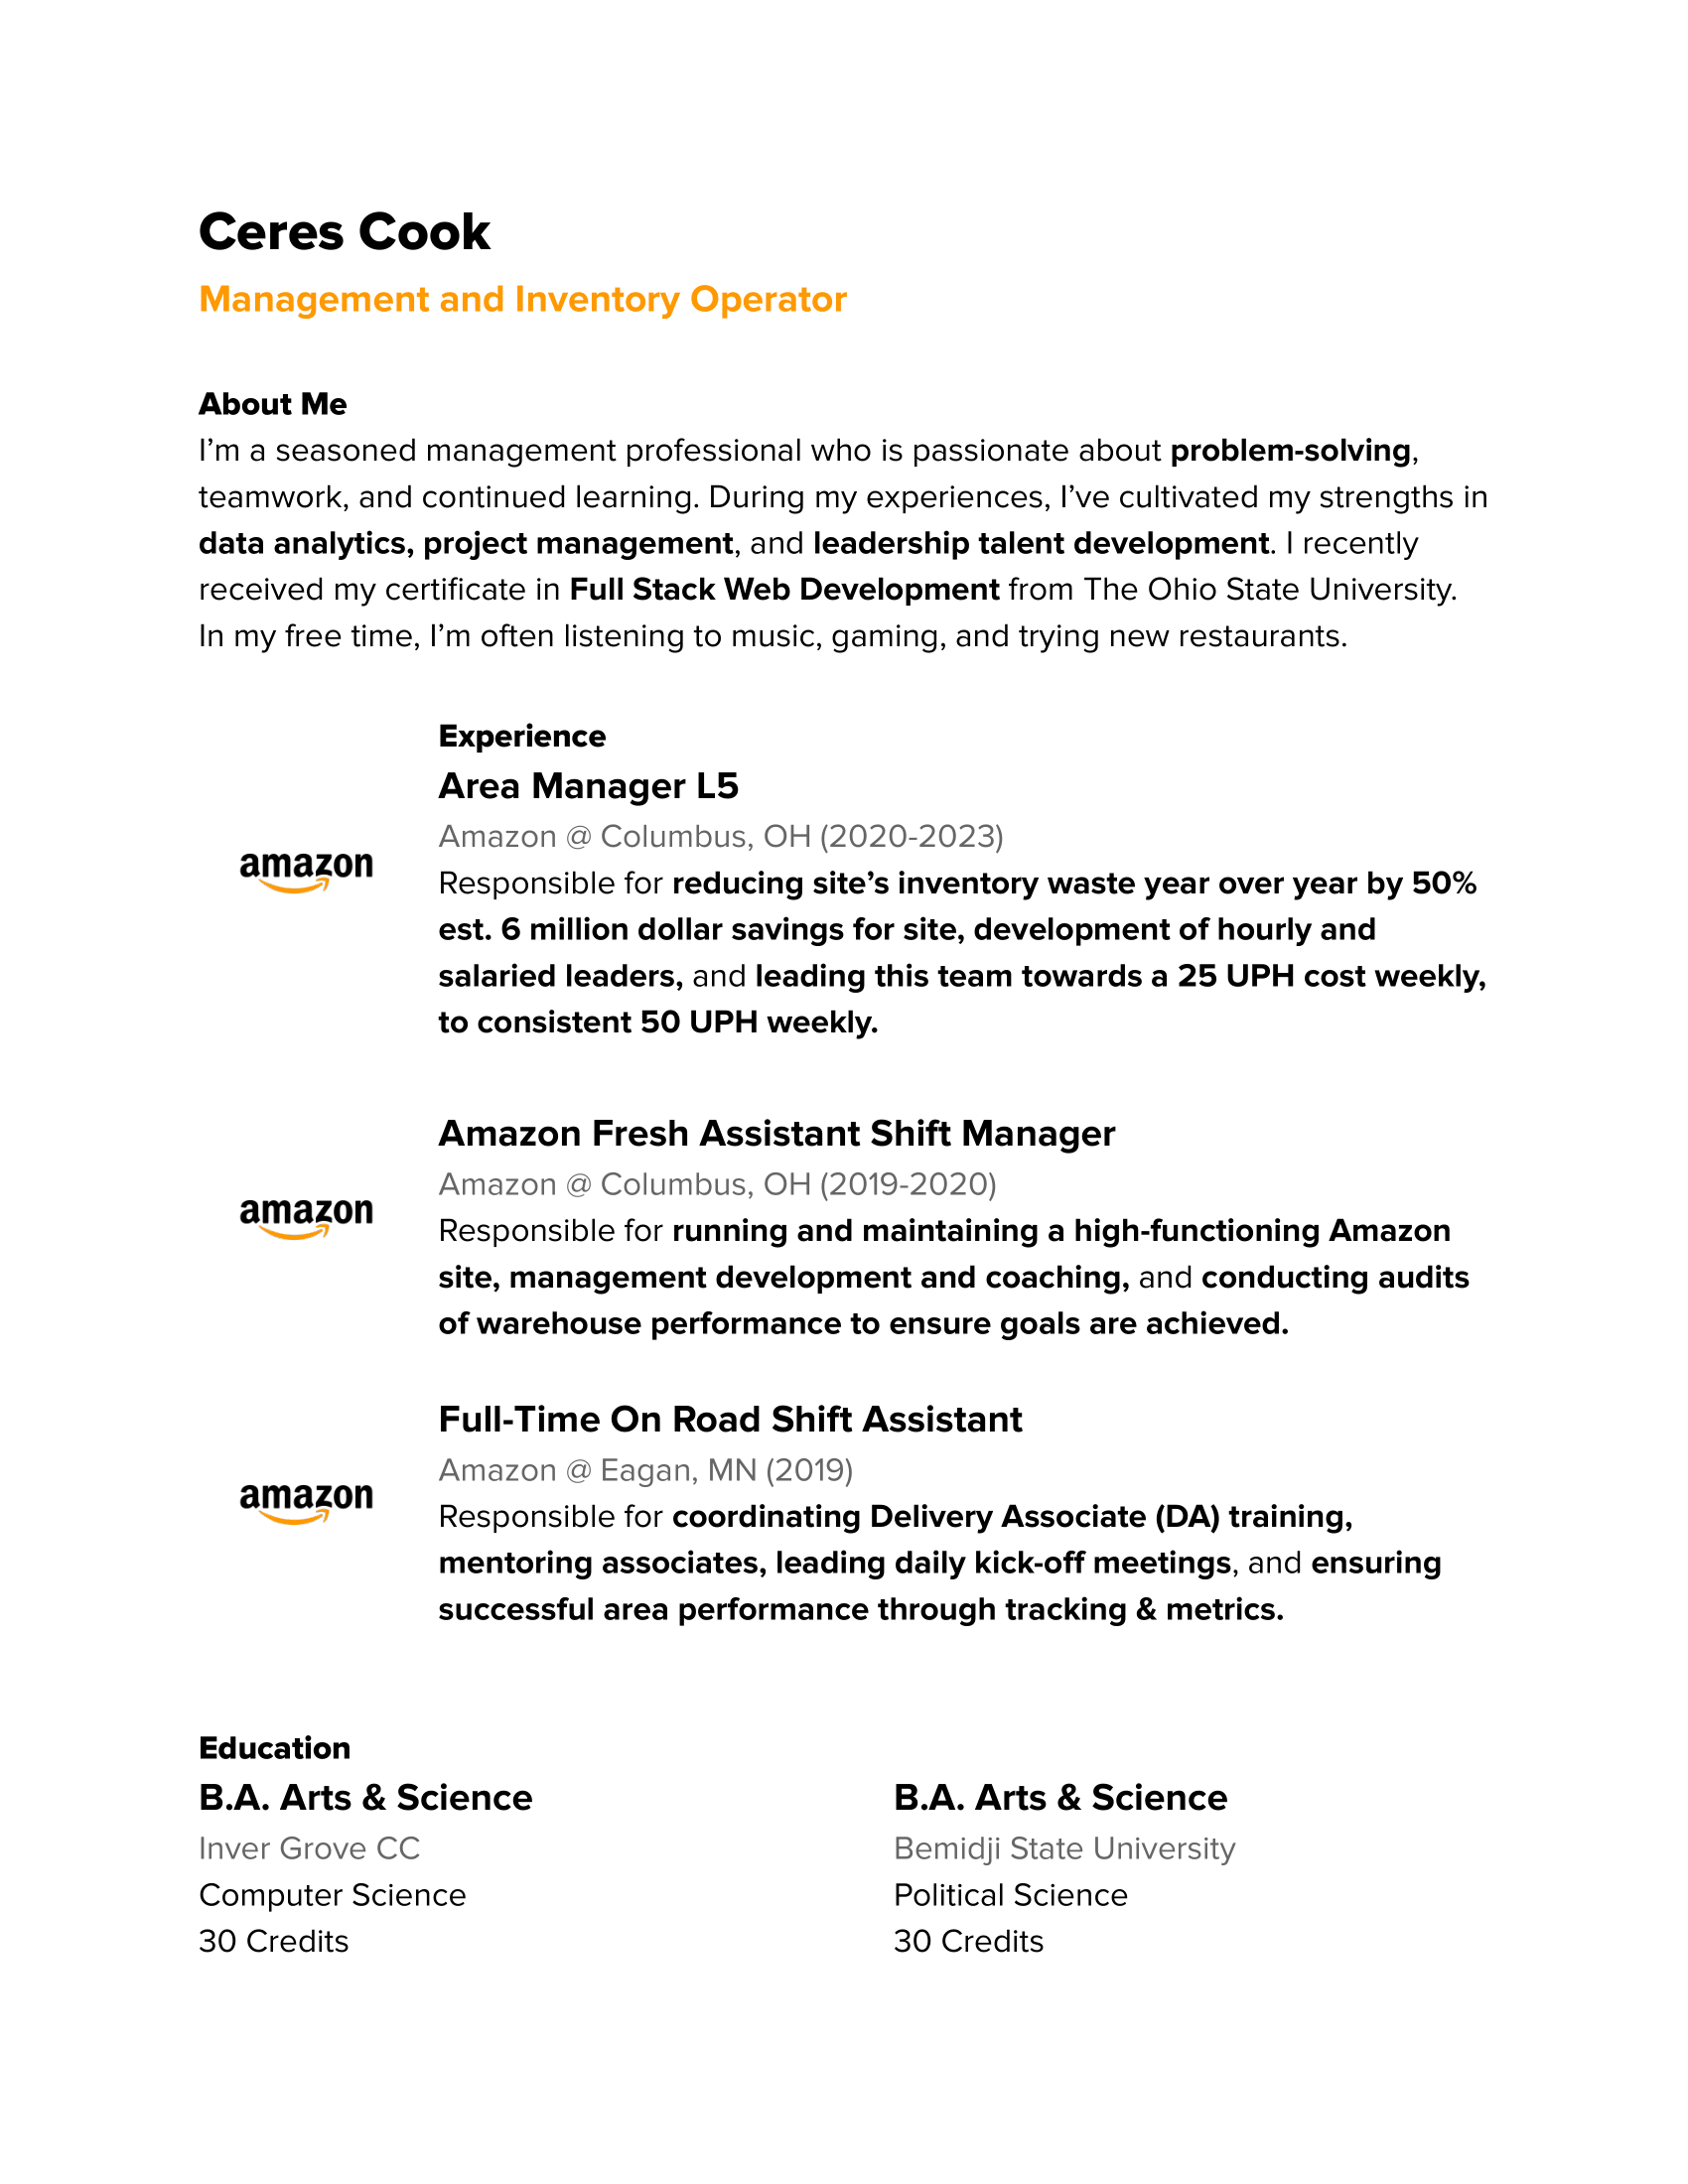 Ceres Cook
Management and Inventory Operator
About Me
I’m a seasoned management professional who is passionate about problem-solving,
teamwork, and continued learning. During my experiences, I’ve cultivated my strengths in
data analytics, project management, and leadership talent development. I recently
received my certificate in Full Stack Web Development from The Ohio State University.
In my free time, I’m often listening to music, gaming, and trying new restaurants.
Experience
Area Manager L5
Amazon @ Columbus, OH (2020-2023)
amazon
Responsible for reducing site’s inventory waste year over year by 50%
est. 6 million dollar savings for site, development of hourly and
salaried leaders, and leading this team towards a 25 UPH cost weekly,
to consistent 50 UPH weekly.
Amazon Fresh Assistant Shift Manager
Amazon @ Columbus, OH (2019-2020)
amazon
Responsible for running and maintaining a high-functioning Amazon
site, management development and coaching, and conducting audits
of warehouse performance to ensure goals are achieved.
Full-Time On Road Shift Assistant
Amazon @ Eagan, MN (2019)
amazon
Responsible for coordinating Delivery Associate (DA) training,
mentoring associates, leading daily kick-off meetings, and ensuring
successful area performance through tracking & metrics.
Education
B.A. Arts & Science
Inver Grove CC
Computer Science
30 Credits
B.A. Arts & Science
Bemidji State University
Political Science
30 Credits